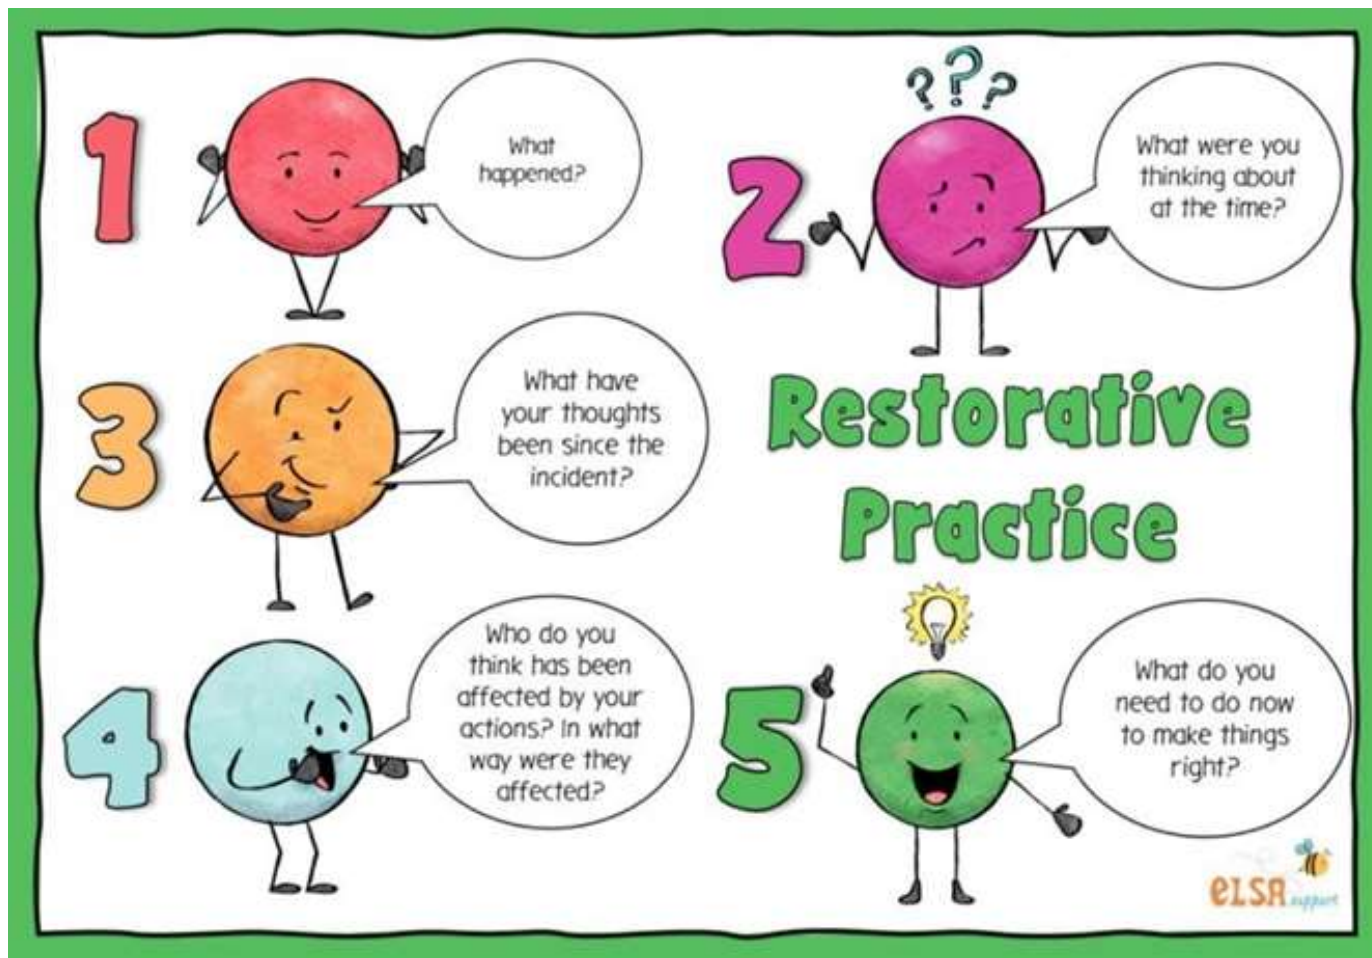 1
What
happened?
2
? ? ?
What were you
thinking about
at the time?
3
What have
your thoughts
been since the
incident?
Restorative
Practice
4
Who do you
think has been
affected by your
actions? In what
way were they
affected?
5
What do you
need to do now
to make things
right?
eLSA support